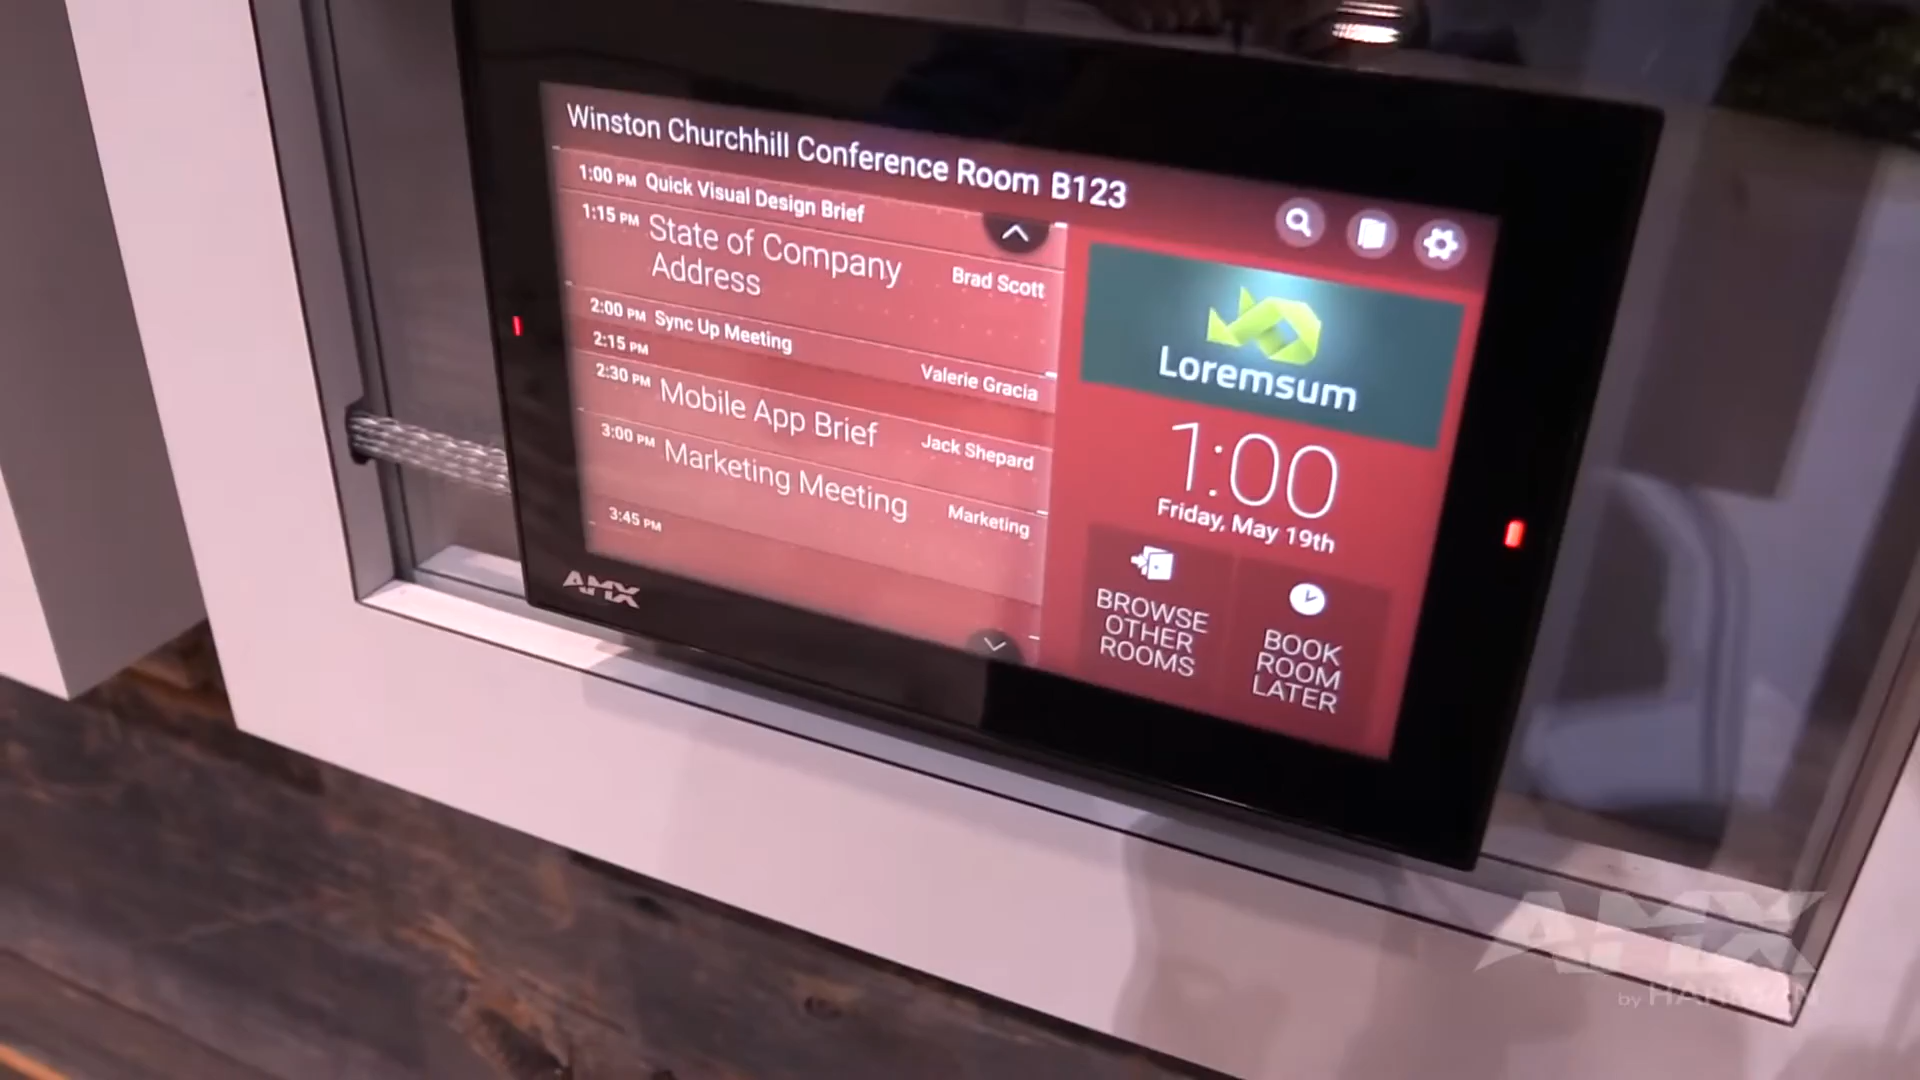 Winston Churchhill Conference Room B123
1:00 PM Quick Visual Design Brief
1:15 PM State of Company
Address
Brad Scott
2:00 PM Sync Up Meeting
2:15 PM
Valerie Gracia
2:30 PM Mobile App Brief
Jack Shepard
3:00 PM Marketing Meeting
Marketing
3:45 PM
Loremsum
1:00
Friday, May 19th
BROWSE
OTHER
ROOMS
BOOK
ROOM
LATER
AMX
AMX
by HARMAN